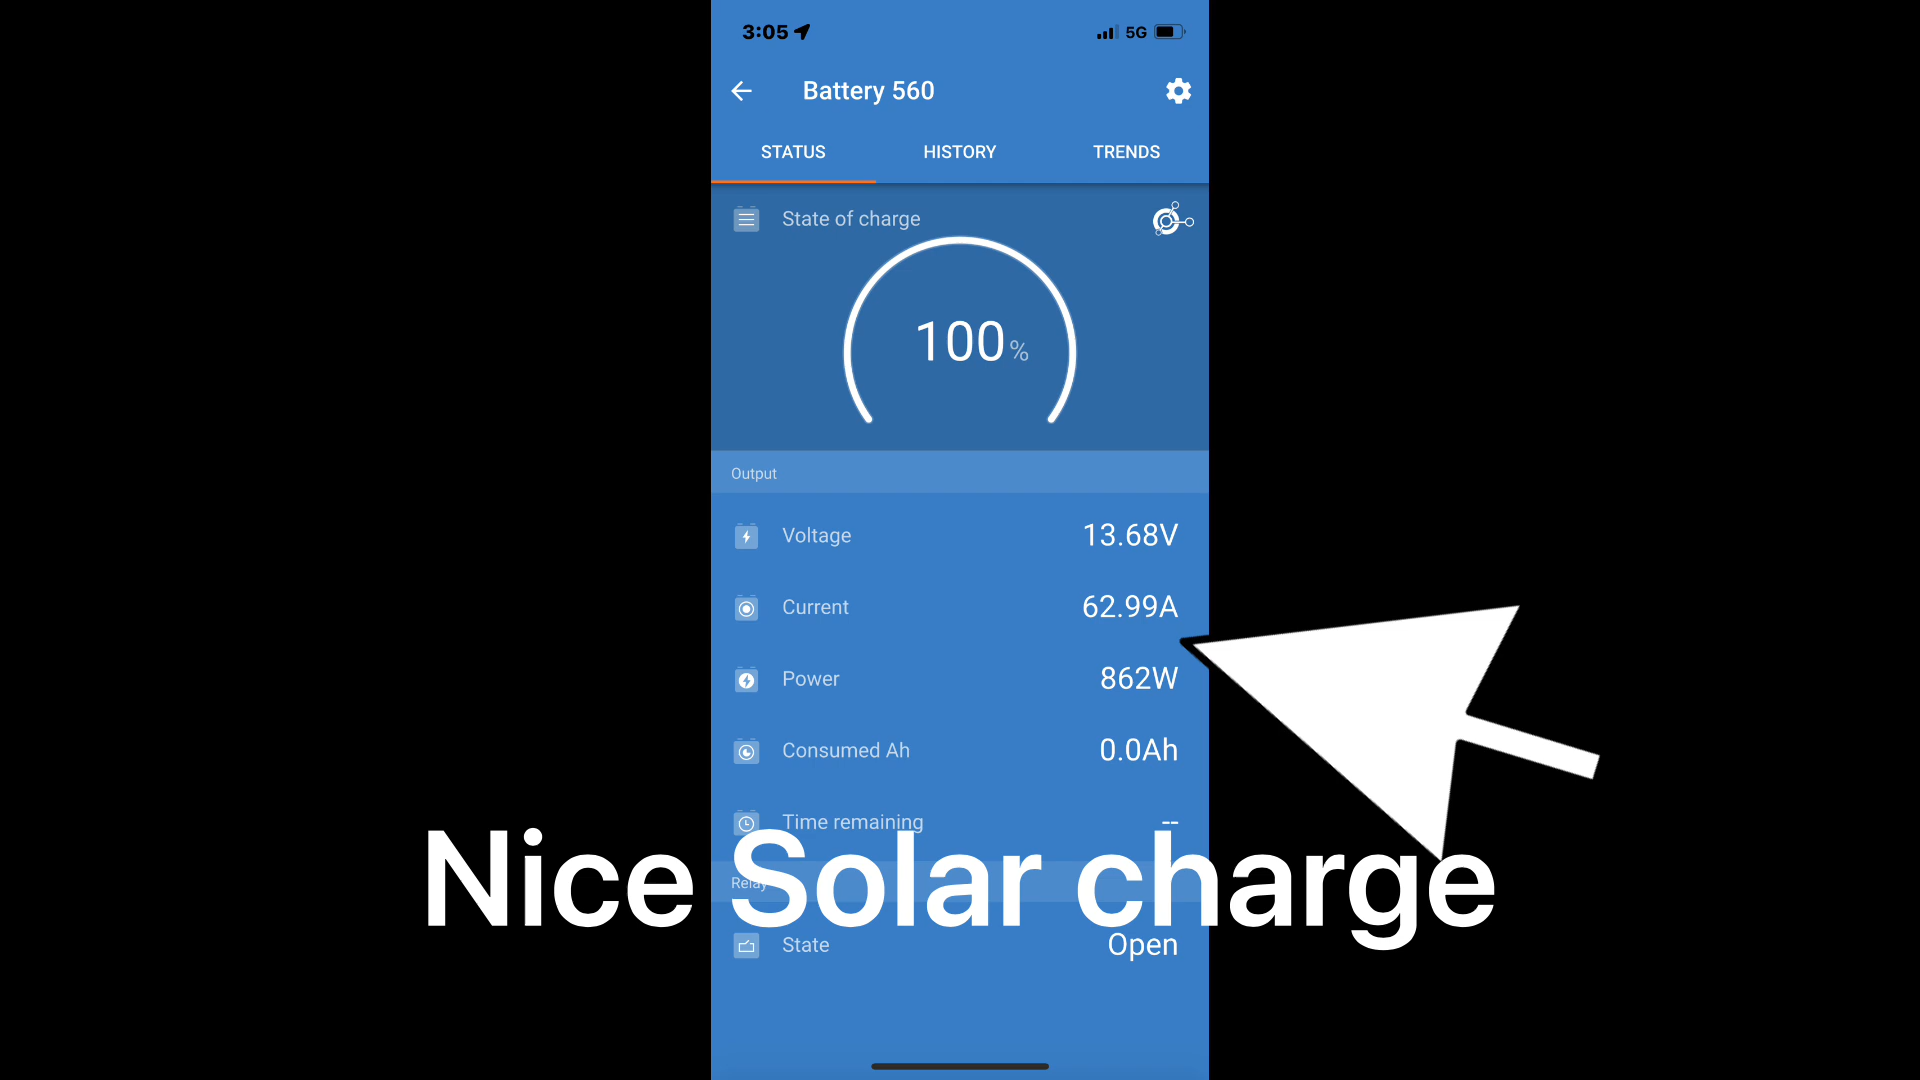 3:05 5G
Battery 560
STATUS HISTORY TRENDS
State of charge
100%
Output
Voltage 13.68V
Current 62.99A
Power 862W
Consumed Ah 0.0Ah
Time remaining --
Relay
Nice Solar charge
State Open